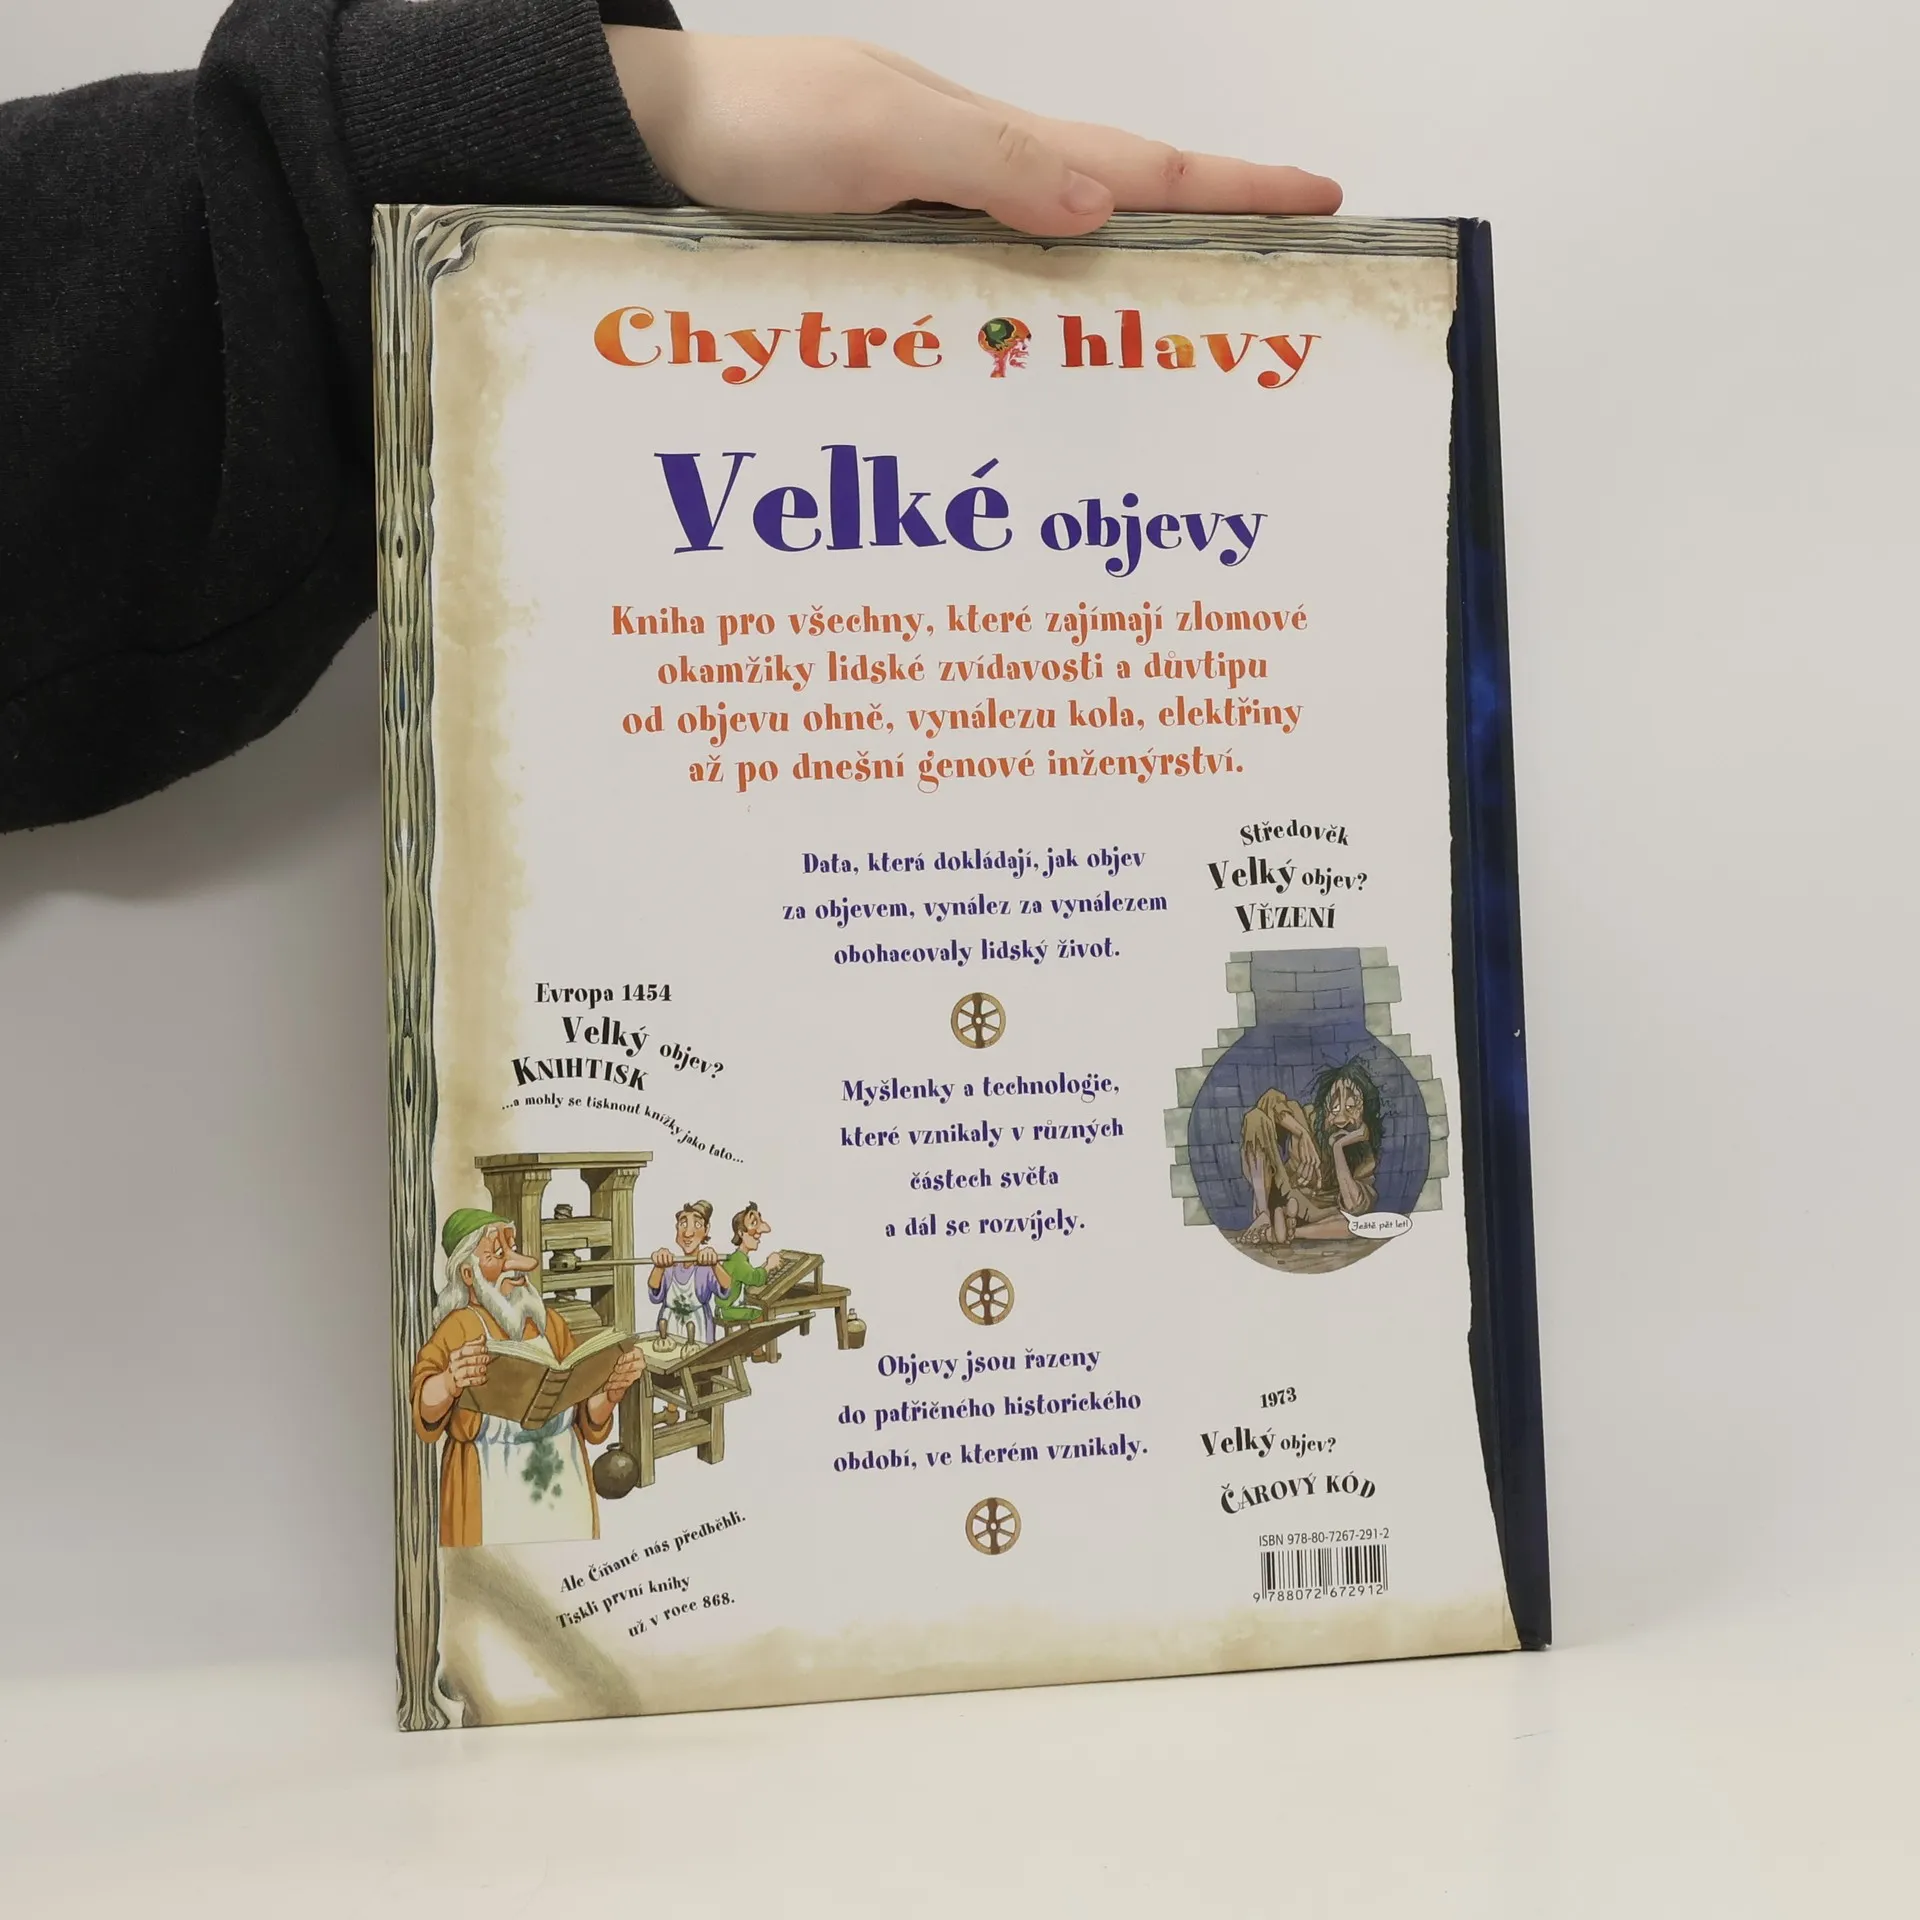 Chytré hlavy
Velké objevy
Kniha pro všechny, které zajímají zlomové
okamžiky lidské zvídavosti a důvtipu
od objevu ohně, vynálezu kola, elektřiny
až po dnešní genové inženýrství.
Data, která dokládají, jak objev
za objevem, vynález za vynálezem
obohacovaly lidský život.
Středověk
Velký objev?
VĚZENÍ
Ještě pět let!
Evropa 1454
Velký objev?
KNIHTISK
...a mohly se tisknout knížky jako tato...
Myšlenky a technologie,
které vznikaly v různých
částech světa
a dál se rozvíjely.
Objevy jsou řazeny
do patřičného historického
období, ve kterém vznikaly.
Ale Číňané nás předběhli.
Tiskli první knihy
už v roce 868.
1973
Velký objev?
ČÁROVÝ KÓD
ISBN 978-80-7267-291-2
9 788072 672912